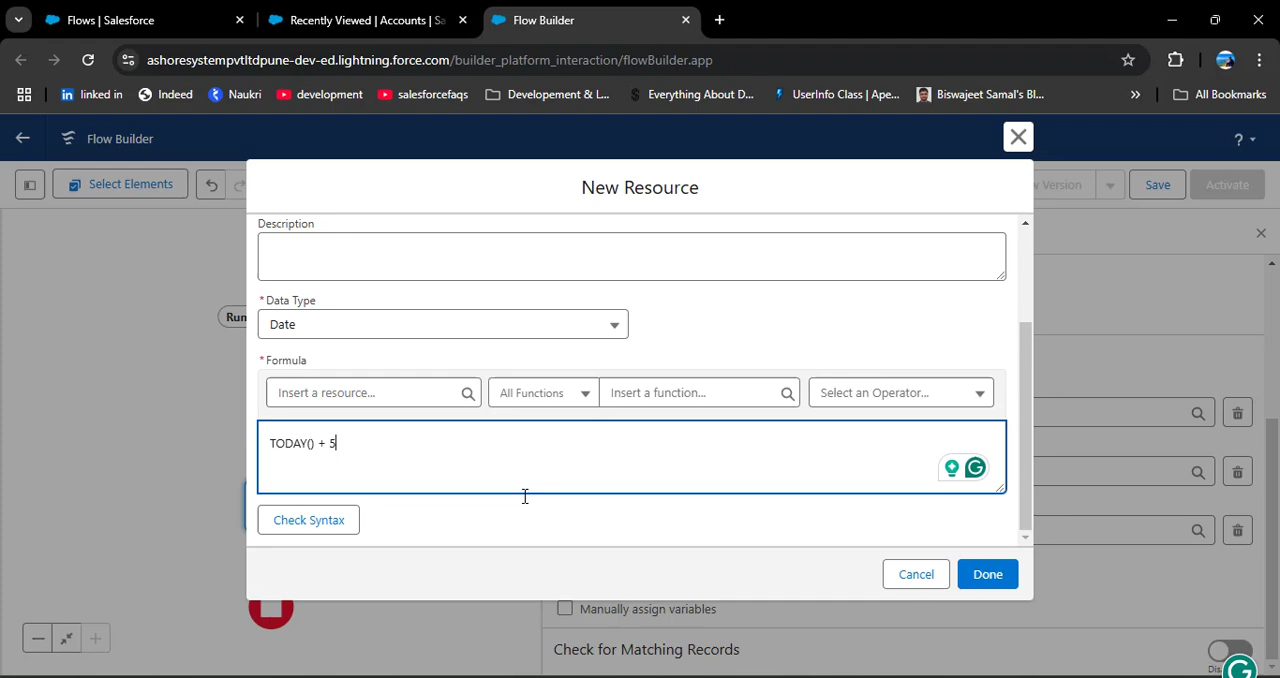 Flows | Salesforce
Recently Viewed | Accounts | Sa
Flow Builder
ashoresystempvtltdpune-dev-ed.lightning.force.com/builder_platform_interaction/flowBuilder.app
linked in
Indeed
Naukri
development
salesforcefaqs
Developement & L...
Everything About D...
UserInfo Class | Ape...
Biswajeet Samal's Bl...
»
All Bookmarks
Flow Builder
?
Select Elements
Version
Save
Activate
New Resource
Description
* Data Type
Date
Run
* Formula
Insert a resource...
All Functions
Insert a function...
Select an Operator...
TODAY() + 5
Check Syntax
Cancel
Done
Manually assign variables
Check for Matching Records